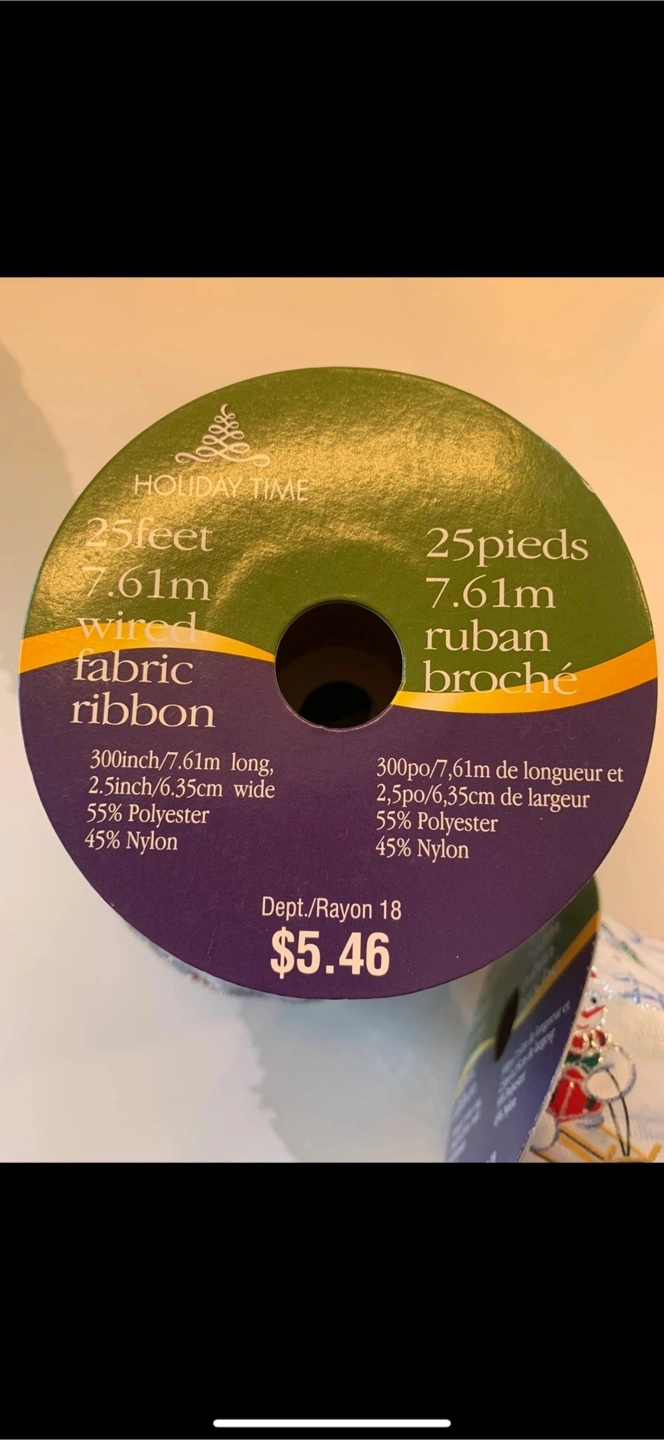 HOLIDAY TIME
25feet
7.61m
wired
fabric
ribbon
25pieds
7.61m
ruban
broché
300inch/7.61m long,
2.5inch/6.35cm wide
55% Polyester
45% Nylon
300po/7,61m de longueur et
2,5po/6,35cm de largeur
55% Polyester
45% Nylon
Dept./Rayon 18
$5.46